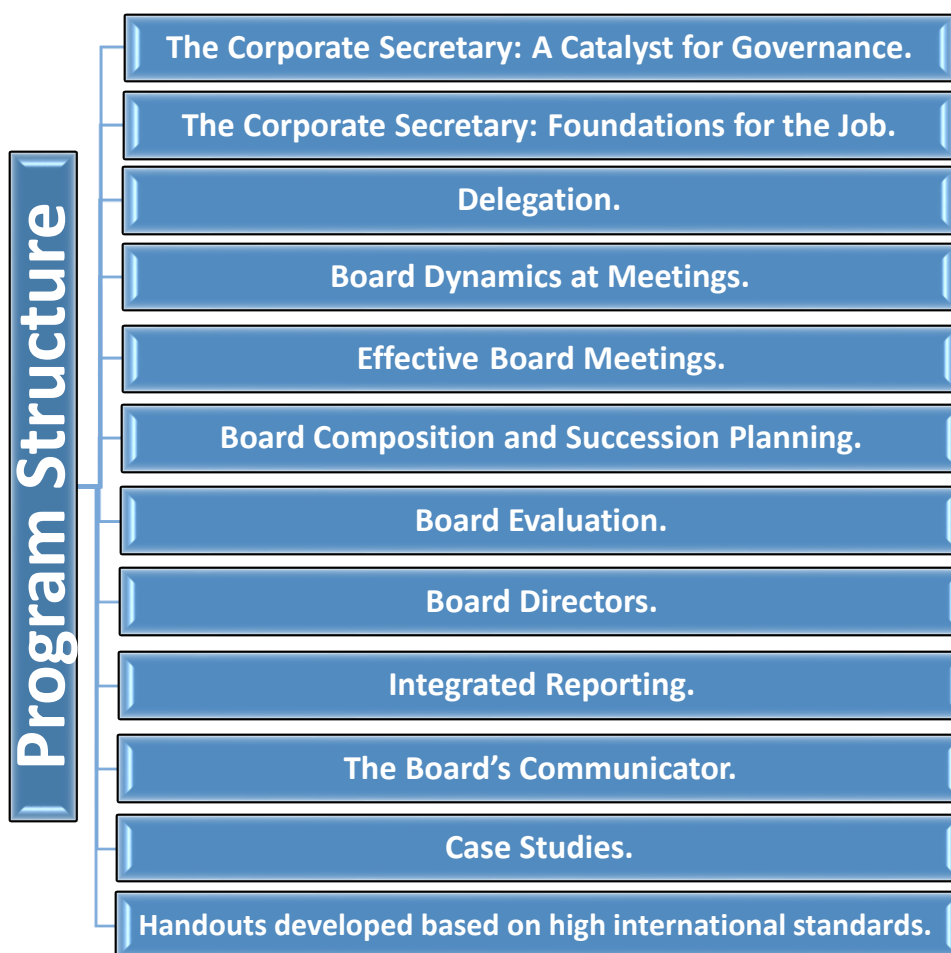 Program Structure
The Corporate Secretary: A Catalyst for Governance.
The Corporate Secretary: Foundations for the Job.
Delegation.
Board Dynamics at Meetings.
Effective Board Meetings.
Board Composition and Succession Planning.
Board Evaluation.
Board Directors.
Integrated Reporting.
The Board’s Communicator.
Case Studies.
Handouts developed based on high international standards.